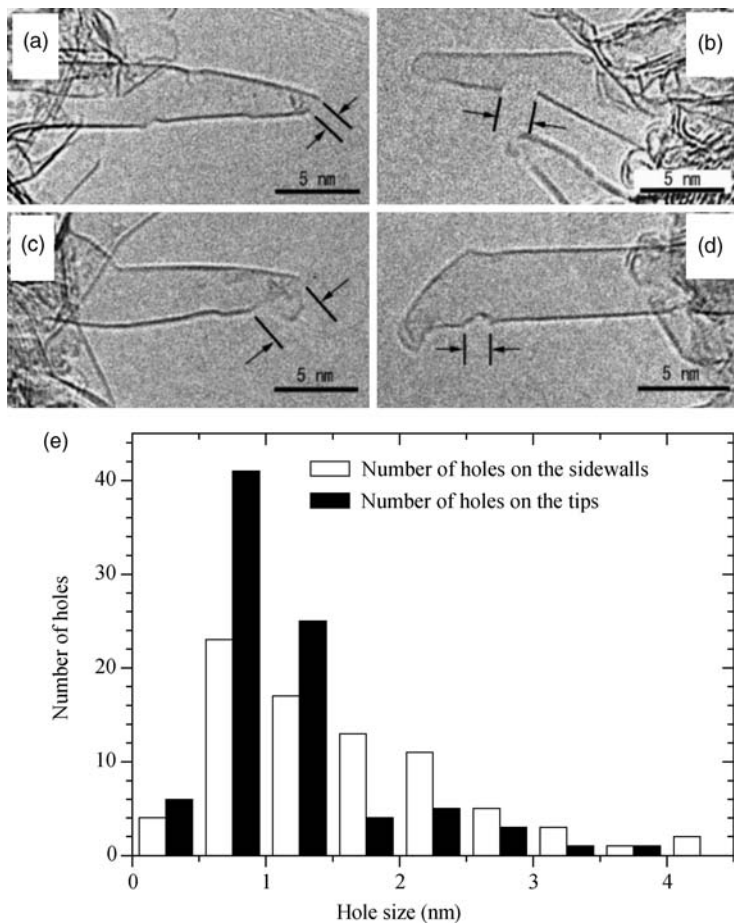 (a)
5 nm
(b)
5 nm
(c)
5 nm
(d)
5 nm
(e)
Number of holes on the sidewalls
Number of holes on the tips
Number of holes
40
30
20
10
0
0 1 2 3 4
Hole size (nm)